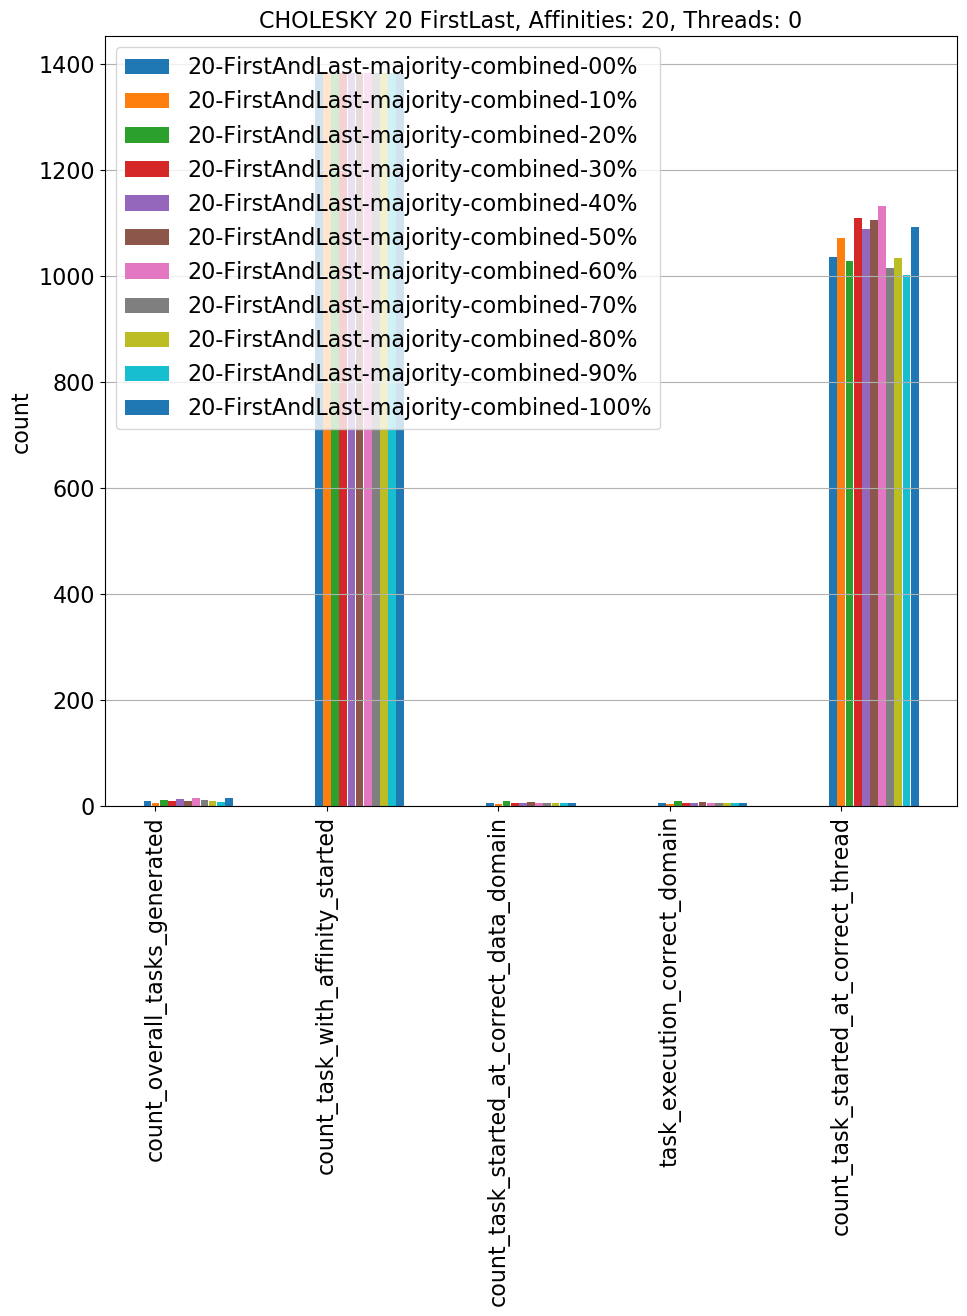 CHOLESKY 20 FirstLast, Affinities: 20, Threads: 0
1400
1200
1000
800
600
400
200
0
count
20-FirstAndLast-majority-combined-00%
20-FirstAndLast-majority-combined-10%
20-FirstAndLast-majority-combined-20%
20-FirstAndLast-majority-combined-30%
20-FirstAndLast-majority-combined-40%
20-FirstAndLast-majority-combined-50%
20-FirstAndLast-majority-combined-60%
20-FirstAndLast-majority-combined-70%
20-FirstAndLast-majority-combined-80%
20-FirstAndLast-majority-combined-90%
20-FirstAndLast-majority-combined-100%
count_overall_tasks_generated
count_task_with_affinity_started
count_task_started_at_correct_data_domain
task_execution_correct_domain
count_task_started_at_correct_thread